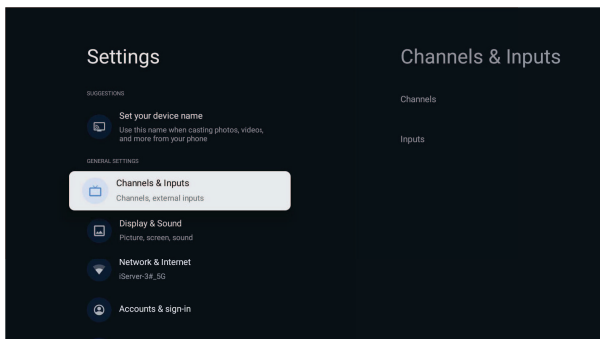 Settings
SUGGESTIONS
Set your device name
Use this name when casting photos, videos,
and more from your phone
GENERAL SETTINGS
Channels & Inputs
Channels, external inputs
Display & Sound
Picture, screen, sound
Network & Internet
iServer-3#_5G
Accounts & sign-in
Channels & Inputs
Channels
Inputs